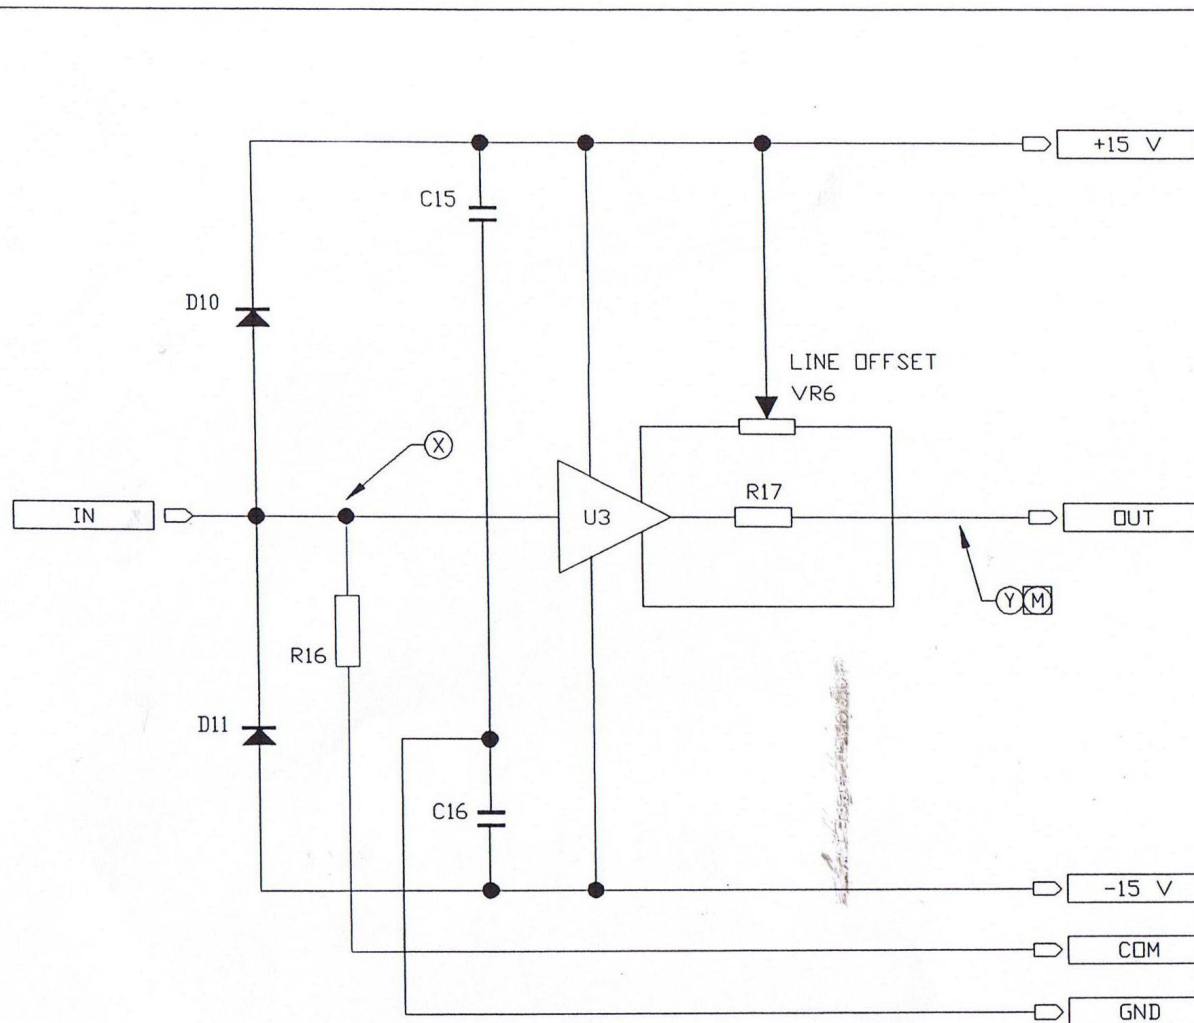 +15 V
C15
D10
LINE OFFSET
VR6
X
IN
U3
R17
OUT
Y M
R16
D11
C16
-15 V
COM
GND